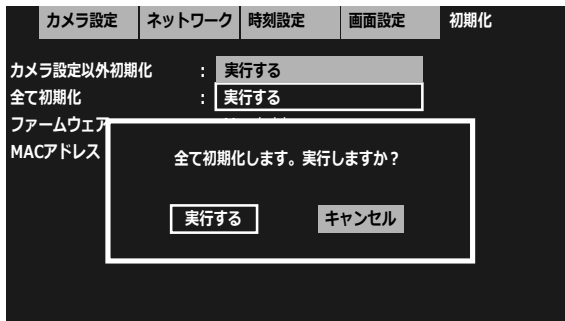 カメラ設定 ネットワーク 時刻設定 画面設定 初期化
カメラ設定以外初期化 : 実行する
全て初期化 : 実行する
ファームウェア
MACアドレス
全て初期化します。実行しますか？
実行する キャンセル